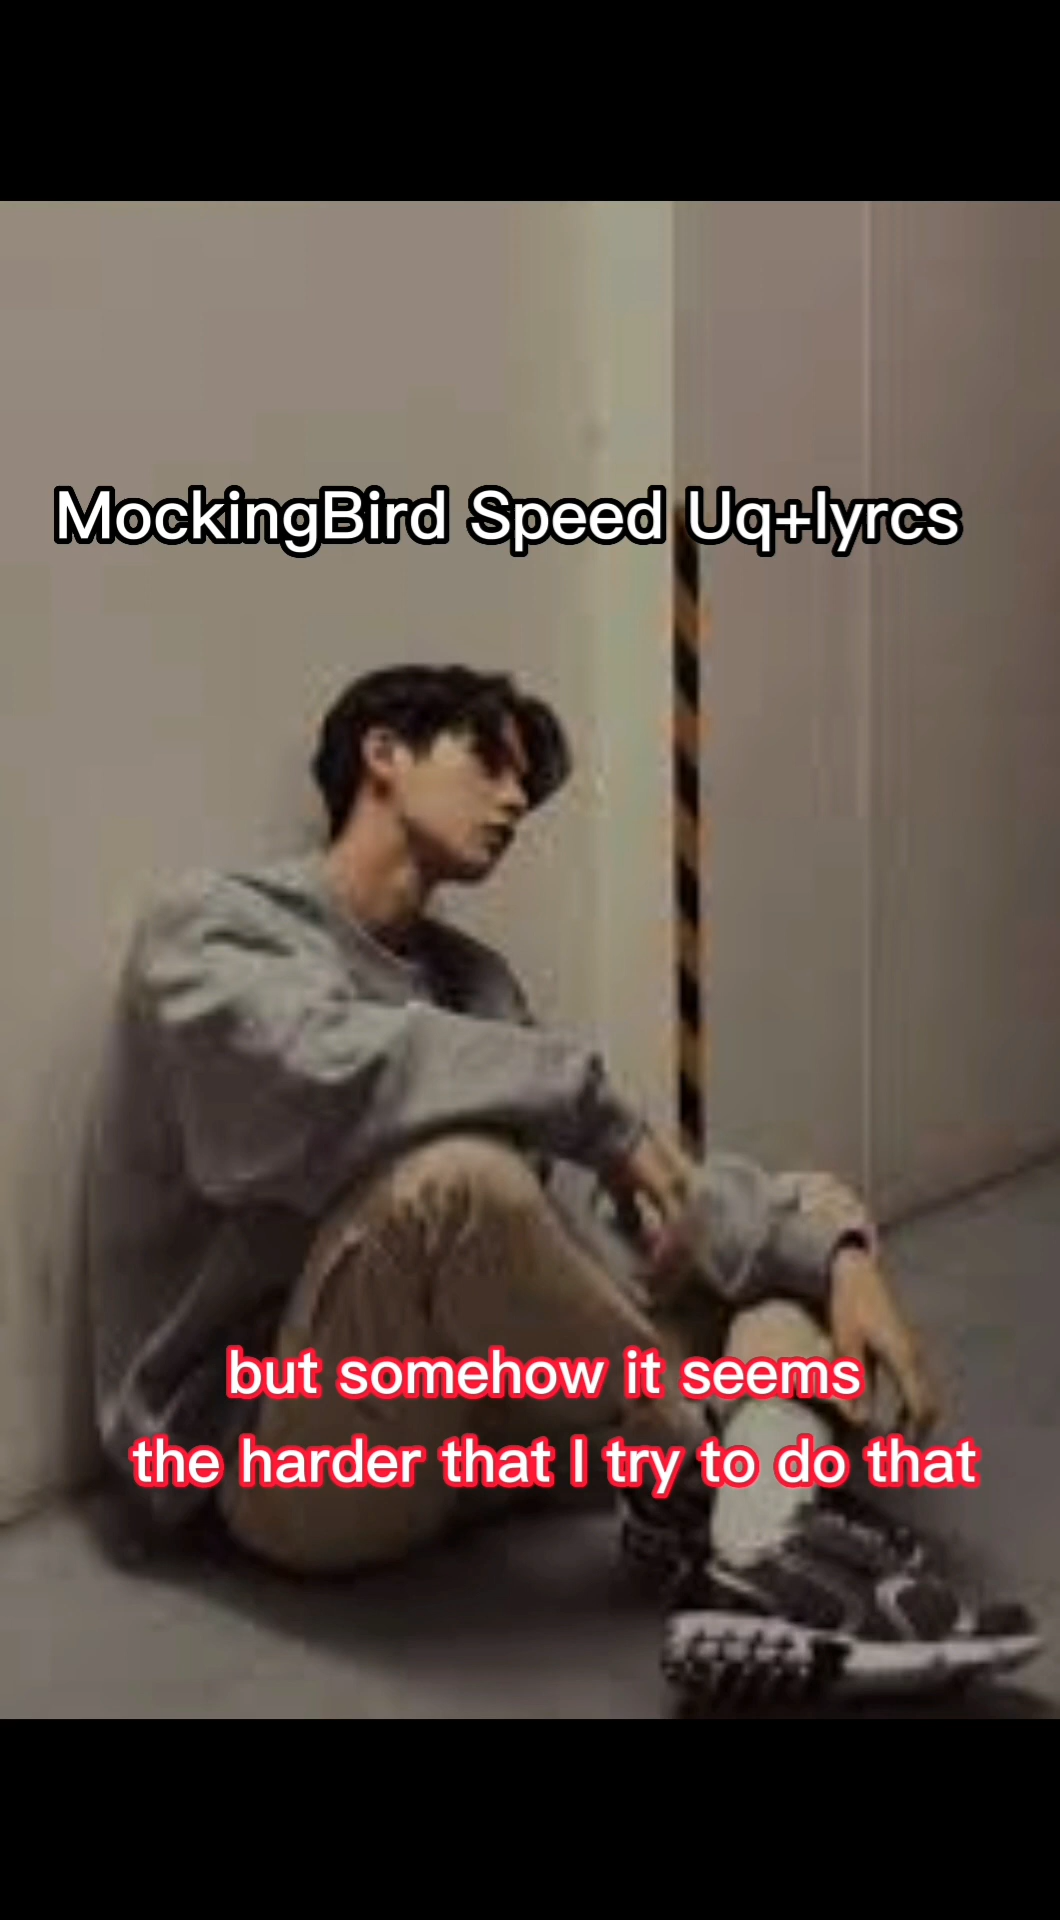 MockingBird Speed Uq+lyrcs
but somehow it seems
the harder that I try to do that